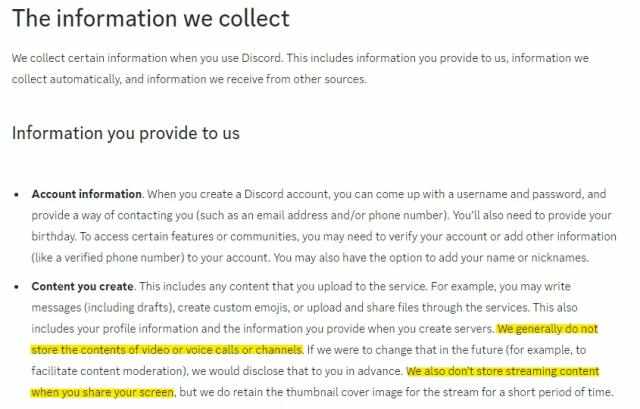 The information we collect
We collect certain information when you use Discord. This includes information you provide to us, information we
collect automatically, and information we receive from other sources.
Information you provide to us
• Account information. When you create a Discord account, you can come up with a username and password, and
provide a way of contacting you (such as an email address and/or phone number). You'll also need to provide your
birthday. To access certain features or communities, you may need to verify your account or add other information
(like a verified phone number) to your account. You may also have the option to add your name or nicknames.
• Content you create. This includes any content that you upload to the service. For example, you may write
messages (including drafts), create custom emojis, or upload and share files through the services. This also
includes your profile information and the information you provide when you create servers. We generally do not
store the contents of video or voice calls or channels. If we were to change that in the future (for example, to
facilitate content moderation), we would disclose that to you in advance. We also don't store streaming content
when you share your screen, but we do retain the thumbnail cover image for the stream for a short period of time.